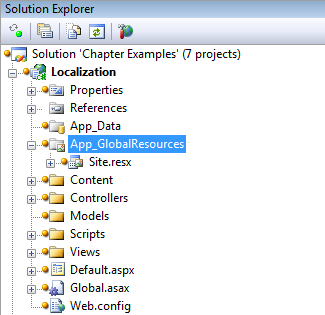 Solution Explorer
Solution 'Chapter Examples' (7 projects)
Localization
Properties
References
App_Data
App_GlobalResources
Site.resx
Content
Controllers
Models
Scripts
Views
Default.aspx
Global.asax
Web.config